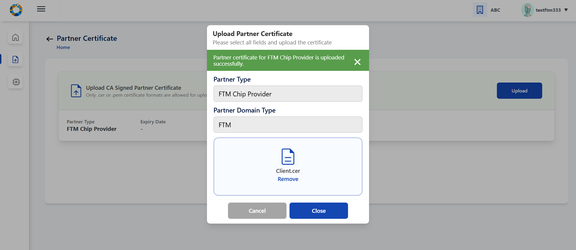 ABC
testftm333
Partner Certificate
Home
Upload CA Signed Partner Certificate
Only .cer or .pem certificate formats are allowed for uplo
Upload
Partner Type
Expiry Date
FTM Chip Provider
-
Upload Partner Certificate
Please select all fields and upload the certificate
Partner certificate for FTM Chip Provider is uploaded
successfully.
Partner Type
FTM Chip Provider
Partner Domain Type
FTM
Client.cer
Remove
Cancel
Close